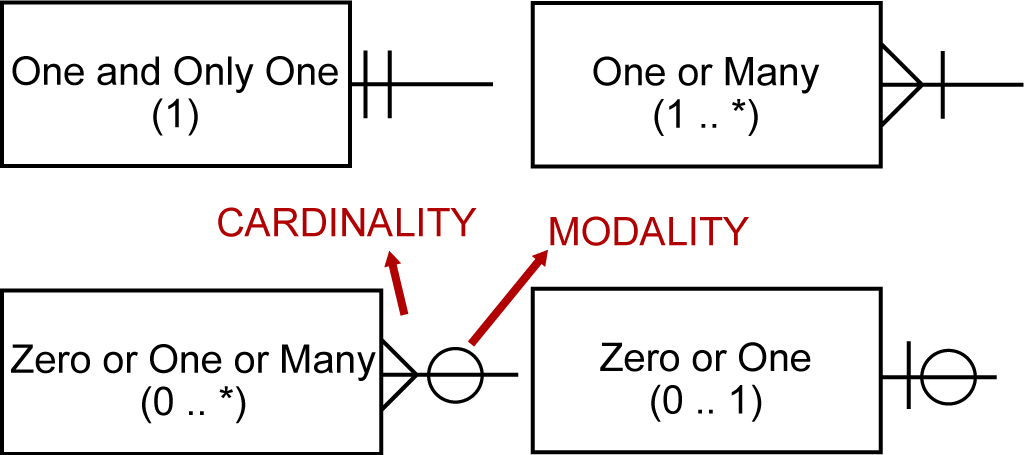 One and Only One
(1)
One or Many
(1 .. *)
CARDINALITY
MODALITY
Zero or One or Many
(0 .. *)
Zero or One
(0 .. 1)